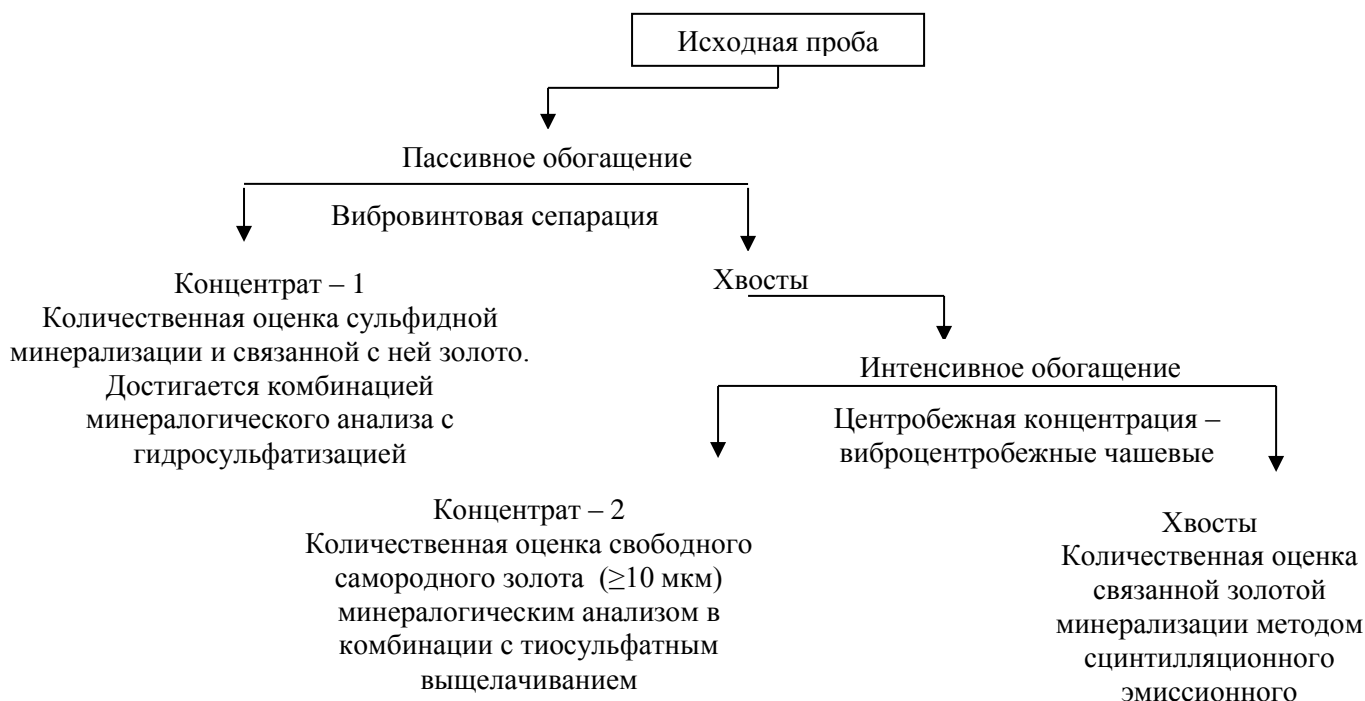 Исходная проба
Пассивное обогащение
Вибровинтовая сепарация
Концентрат – 1
Количественная оценка сульфидной
минерализации и связанной с ней золото.
Достигается комбинацией
минералогического анализа с
гидросульфатизацией
Хвосты
Интенсивное обогащение
Центробежная концентрация –
виброцентробежные чашевые
Концентрат – 2
Количественная оценка свободного
самородного золота (≥10 мкм)
минералогическим анализом в
комбинации с тиосульфатным
выщелачиванием
Хвосты
Количественная оценка
связанной золотой
минерализации методом
сцинтилляционного
эмиссионного